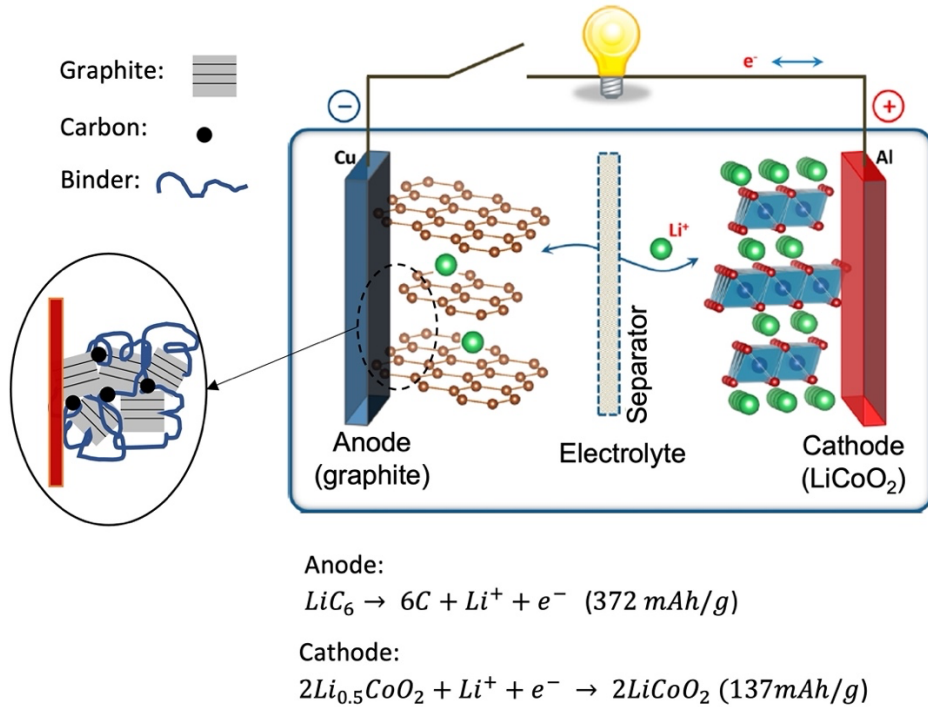 Graphite:
Carbon:
Binder:
e⁻
−
+
Cu
Al
Li⁺
Separator
Anode
(graphite)
Electrolyte
Cathode
(LiCoO₂)
Anode:
LiC₆ → 6C + Li⁺ + e⁻ (372 mAh/g)
Cathode:
2Li₀.₅CoO₂ + Li⁺ + e⁻ → 2LiCoO₂ (137mAh/g)